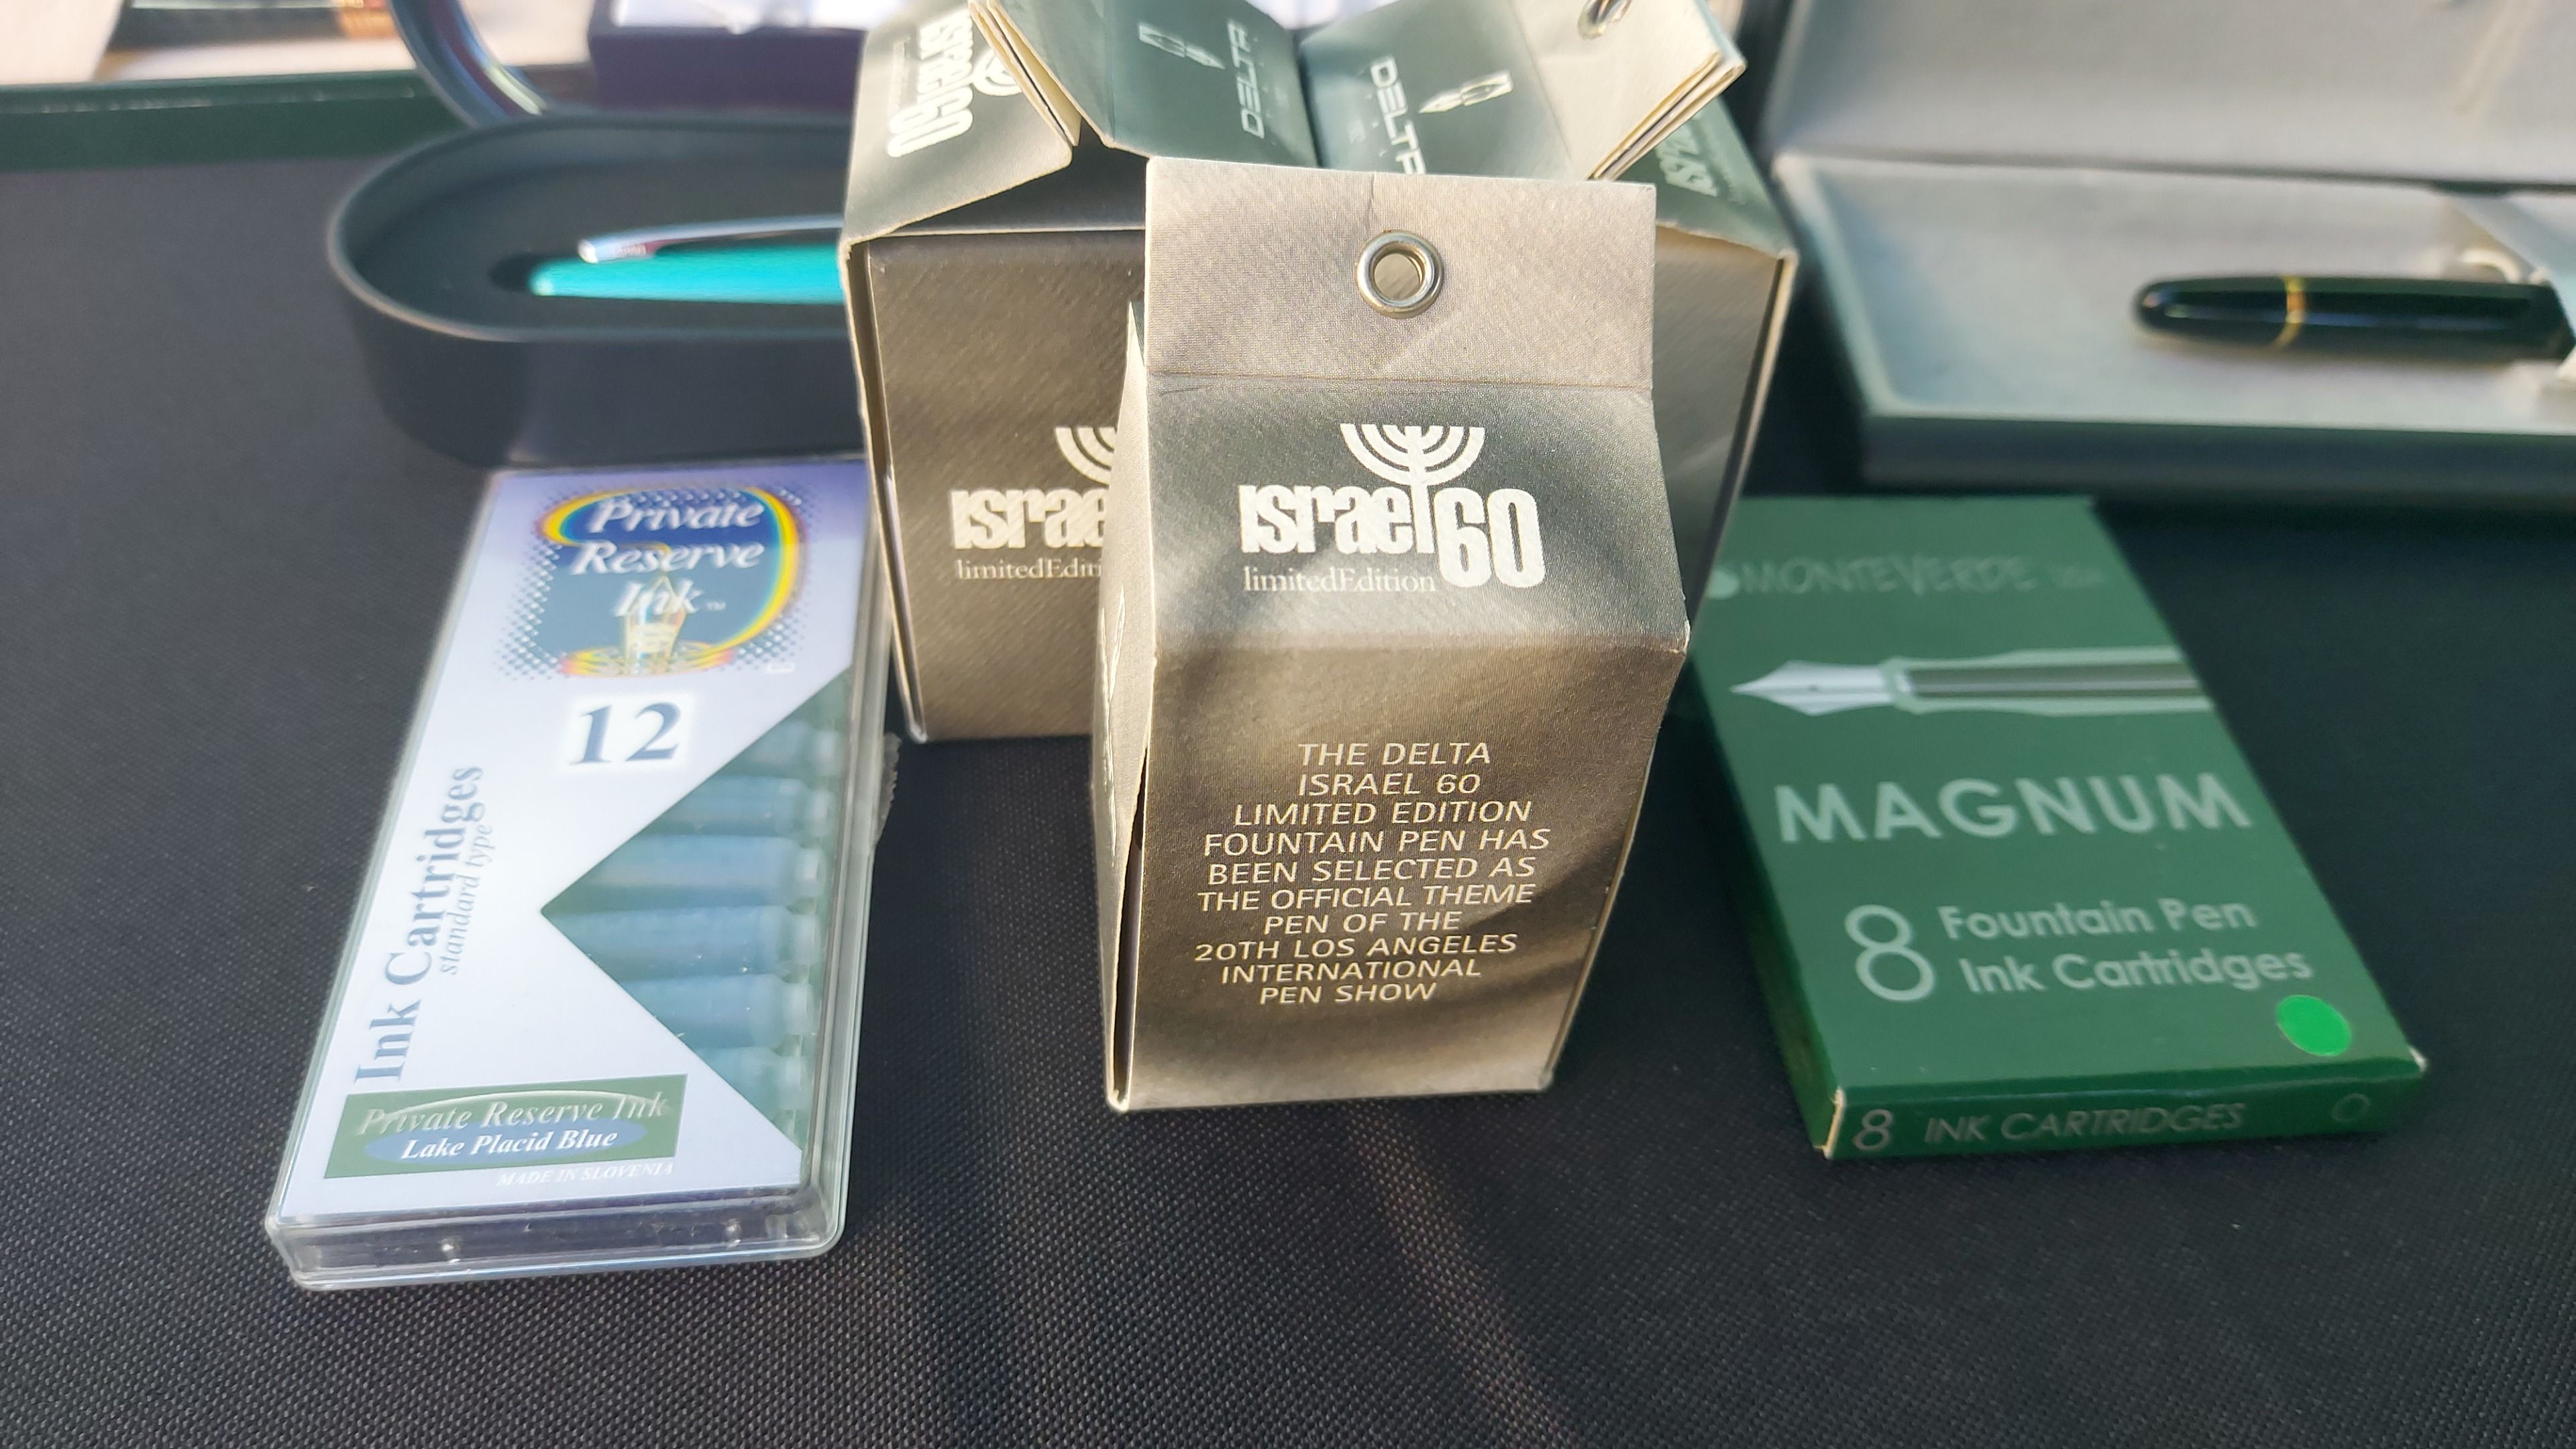 Israel60
DELTA
DELTA
Israel
limitedEditi
Israel60
limitedEdition
THE DELTA
ISRAEL 60
LIMITED EDITION
FOUNTAIN PEN HAS
BEEN SELECTED AS
THE OFFICIAL THEME
PEN OF THE
20TH LOS ANGELES
INTERNATIONAL
PEN SHOW
Private
Reserve
Ink™
12
Ink Cartridges
standard type
Private Reserve Ink
Lake Placid Blue
MADE IN SLOVENIA
MONTEVERDE
MAGNUM
8 Fountain Pen
Ink Cartridges
8 INK CARTRIDGES